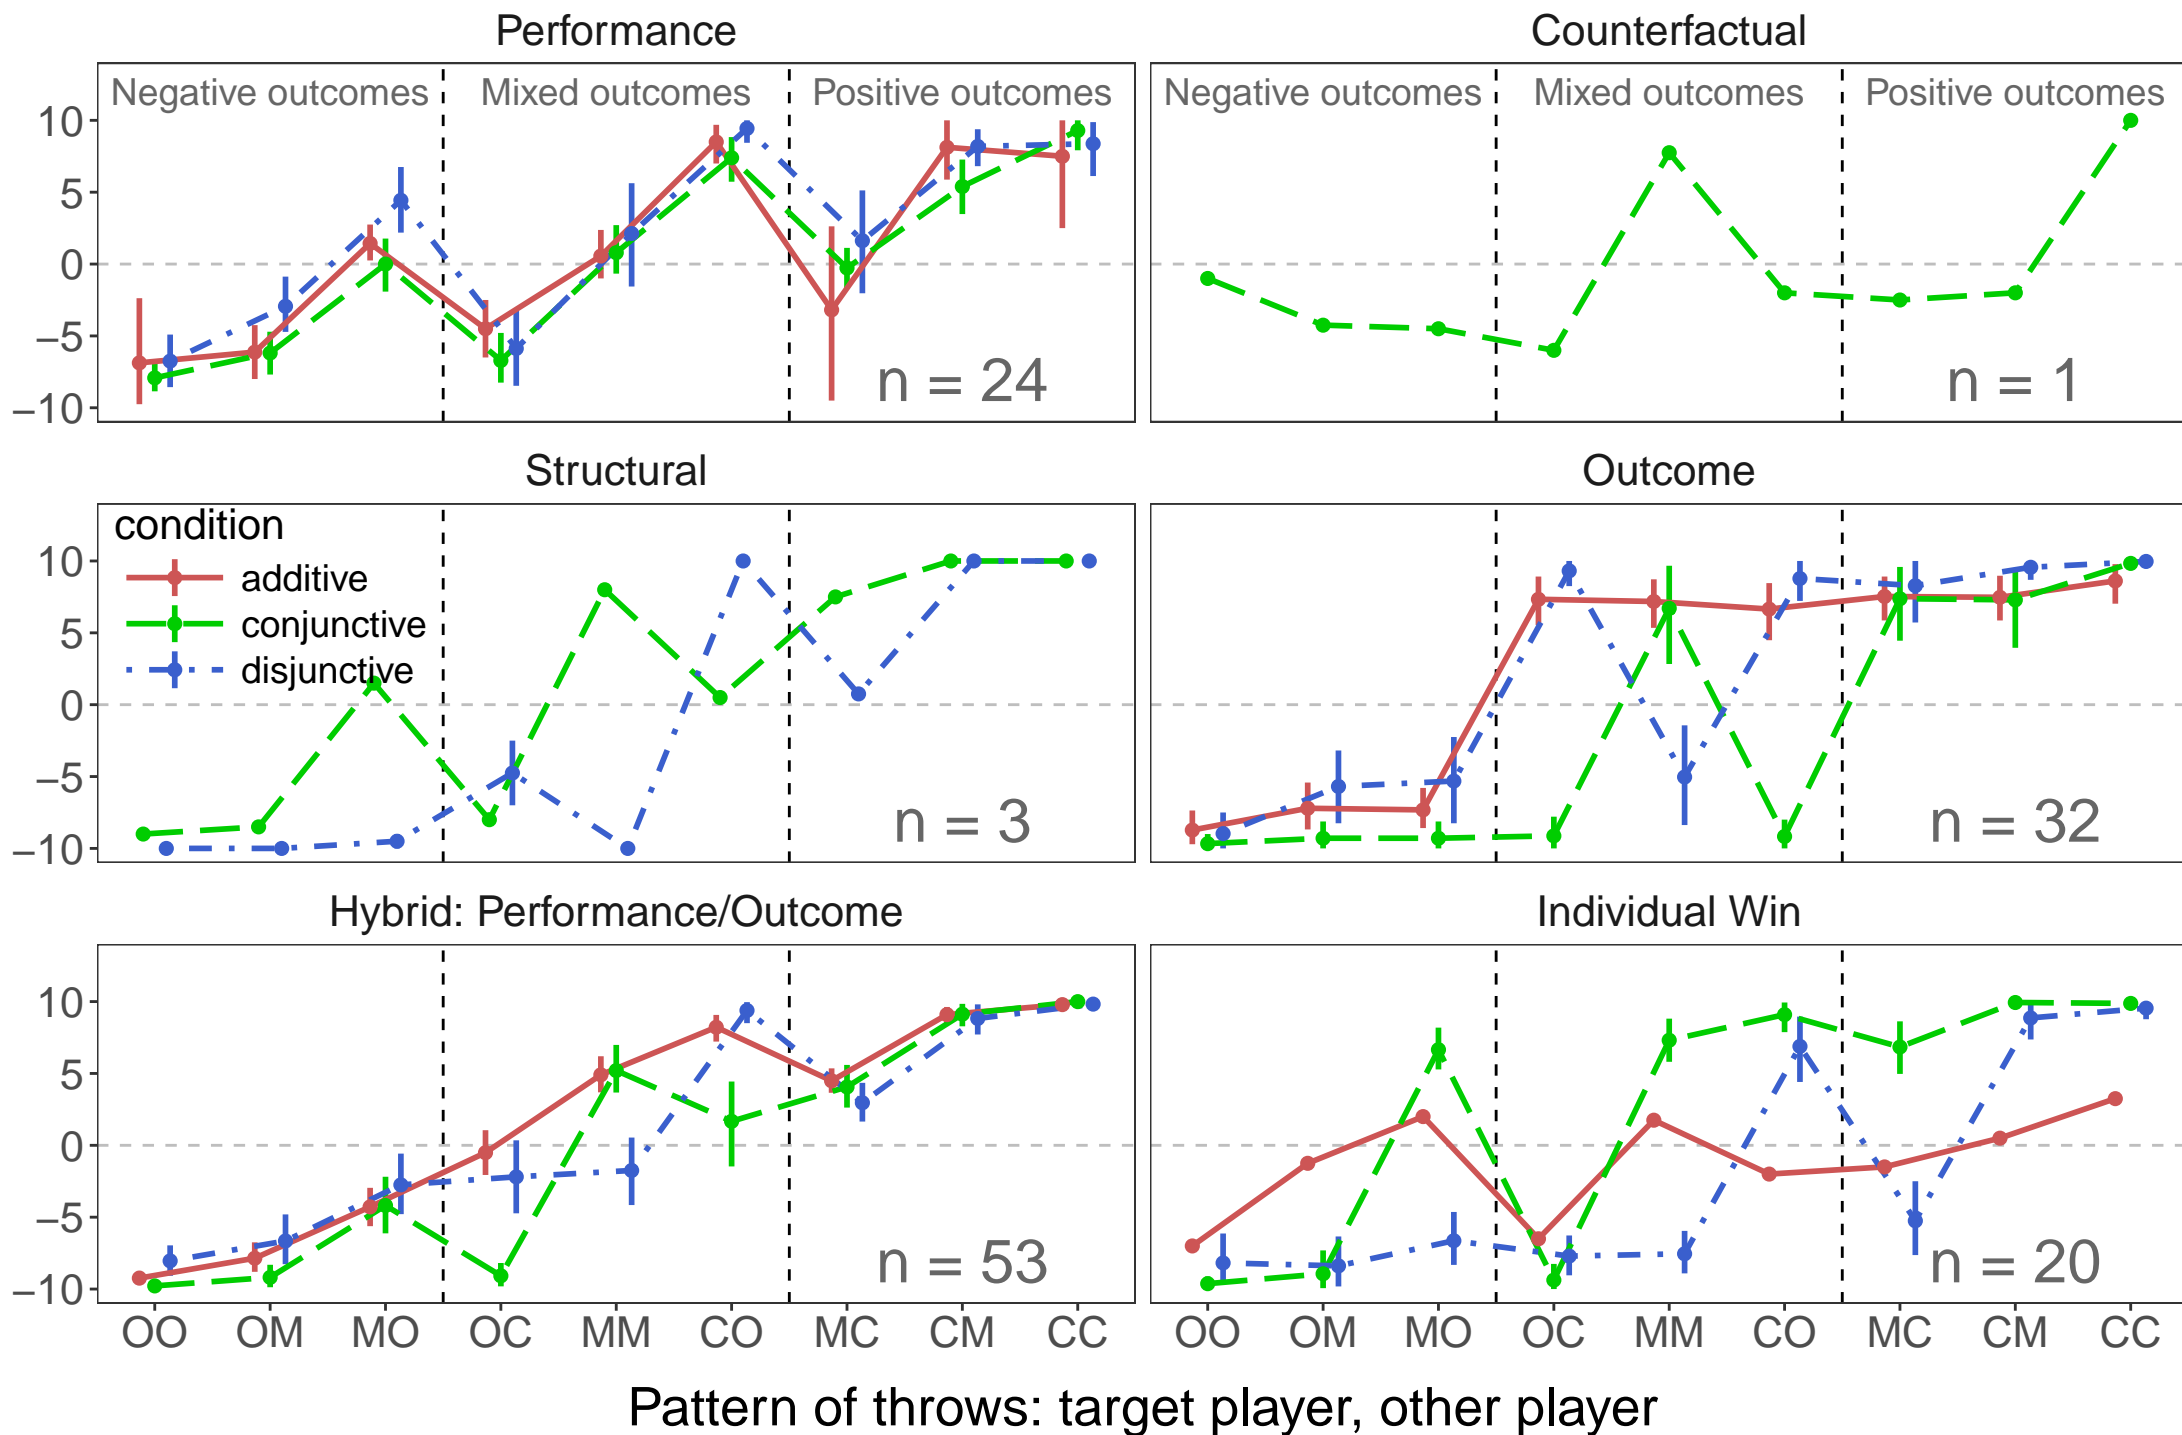 Performance
Counterfactual
Negative outcomes Mixed outcomes Positive outcomes
Negative outcomes Mixed outcomes Positive outcomes
10
5
0
−5
−10
n = 24
n = 1
Structural
Outcome
condition
additive
conjunctive
disjunctive
10
5
0
−5
−10
n = 3
n = 32
Hybrid: Performance/Outcome
Individual Win
10
5
0
−5
−10
n = 53
n = 20
OO OM MO OC MM CO MC CM CC
OO OM MO OC MM CO MC CM CC
Pattern of throws: target player, other player